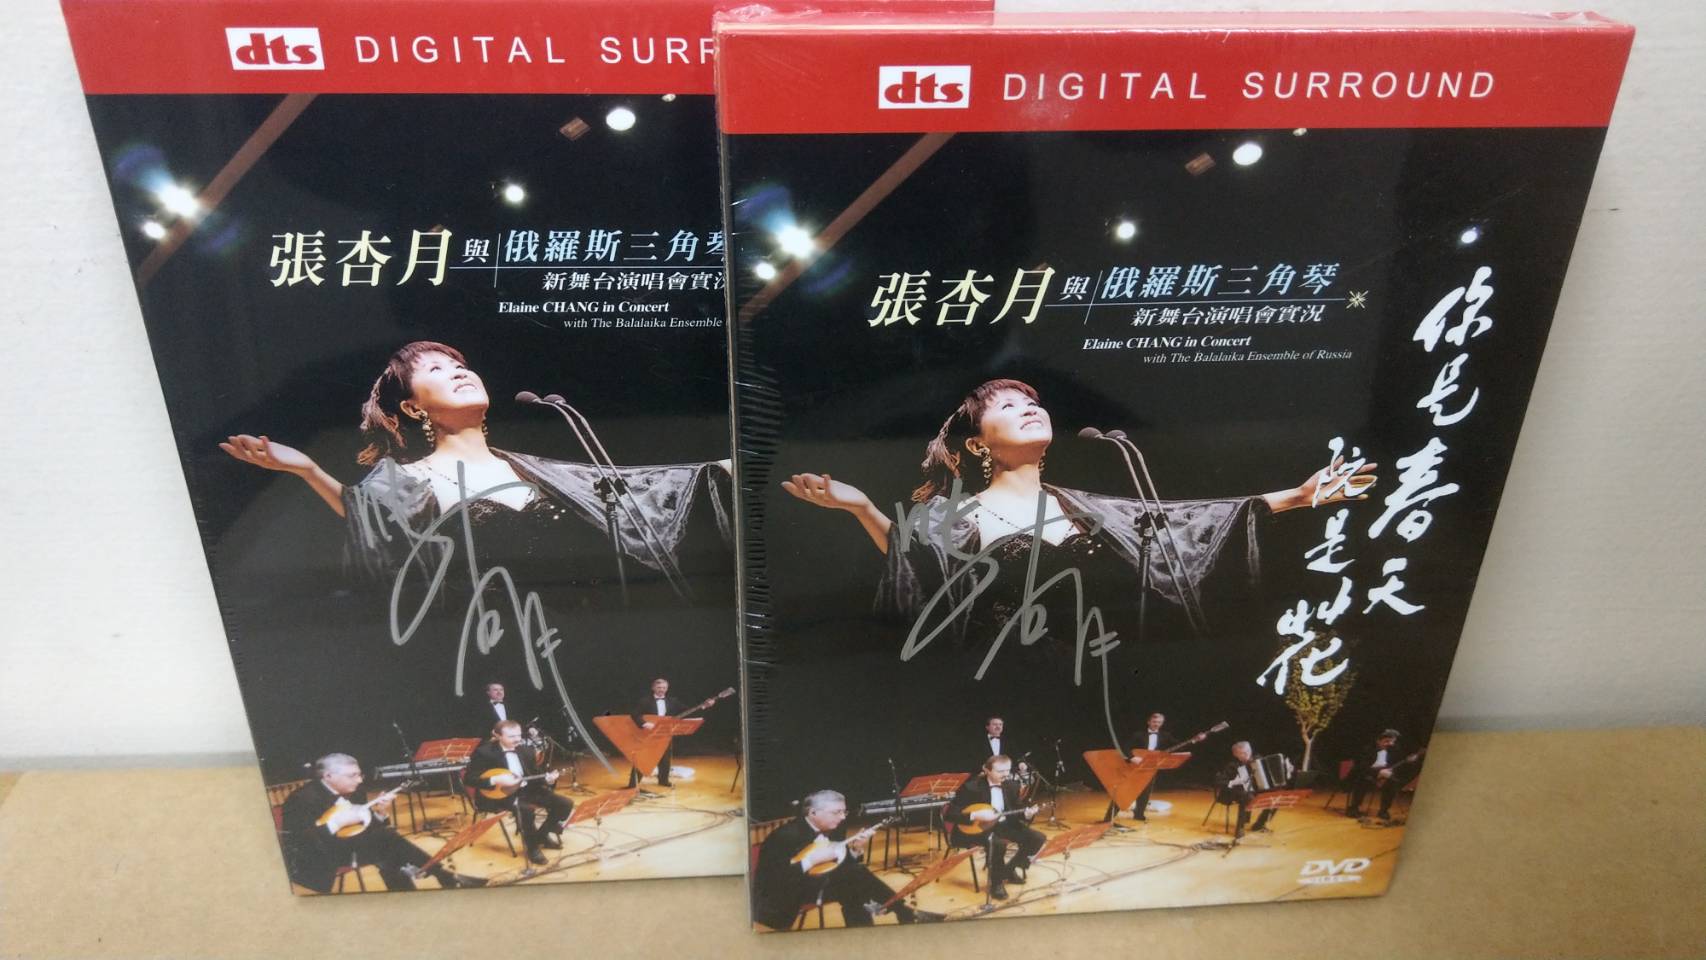 dts DIGITAL SURR
張杏月與俄羅斯三角琴
新舞台演唱會實況
Elaine CHANG in Concert
with The Balalaika Ensemble
dts DIGITAL SURROUND
張杏月與俄羅斯三角琴
新舞台演唱會實況
Elaine CHANG in Concert
with The Balalaika Ensemble of Russia
你是春天
阮是花
DVD
VIDEO